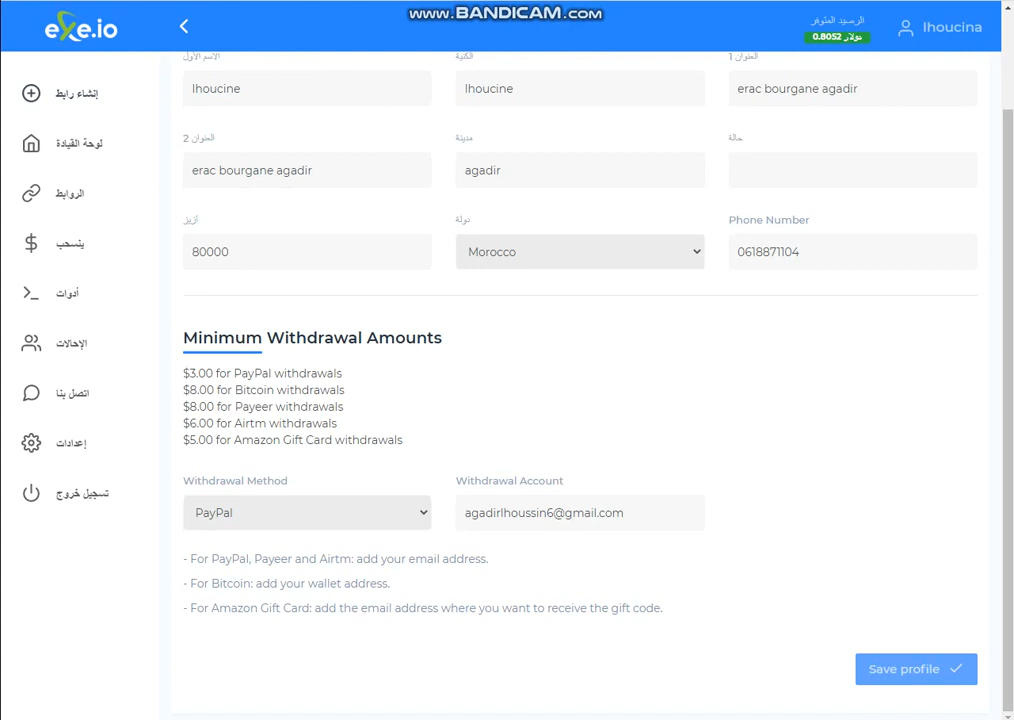 www.BANDICAM.com
eXe.io
الرصيد المتوفر
دولار 0.8052
lhoucina
إنشاء رابط
لوحة القيادة
الروابط
ينسحب
أدوات
الإحالات
اتصل بنا
إعدادات
تسجيل خروج
الاسم الأول
الكنية
العنوان 1
lhoucine
lhoucine
erac bourgane agadir
العنوان 2
مدينة
حالة
erac bourgane agadir
agadir
أزيز
دولة
Phone Number
80000
Morocco
0618871104
Minimum Withdrawal Amounts
$3.00 for PayPal withdrawals
$8.00 for Bitcoin withdrawals
$8.00 for Payeer withdrawals
$6.00 for Airtm withdrawals
$5.00 for Amazon Gift Card withdrawals
Withdrawal Method
Withdrawal Account
PayPal
agadirlhoussin6@gmail.com
- For PayPal, Payeer and Airtm: add your email address.
- For Bitcoin: add your wallet address.
- For Amazon Gift Card: add the email address where you want to receive the gift code.
Save profile